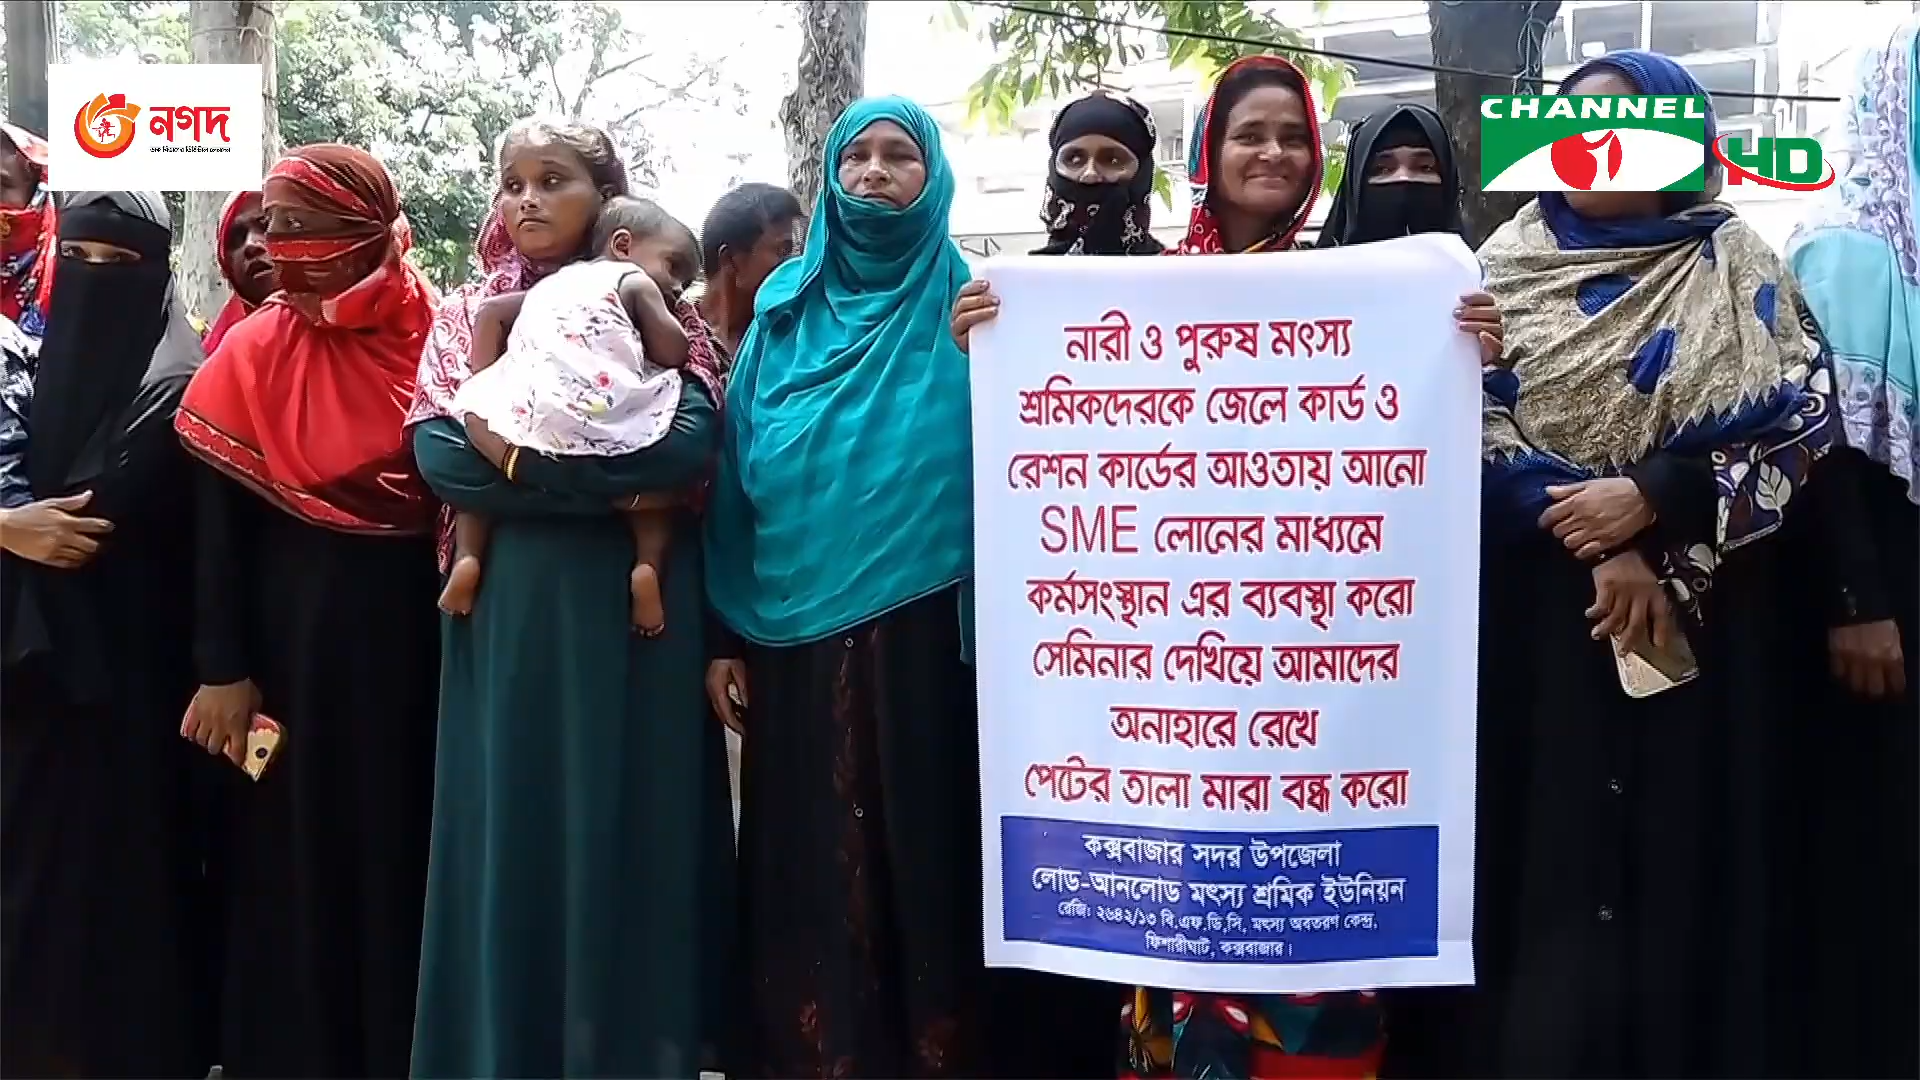 নগদ
CHANNEL
HD
নারী ও পুরুষ মৎস্য
শ্রমিকদেরকে জেলে কার্ড ও
রেশন কার্ডের আওতায় আনো
SME লোনের মাধ্যমে
কর্মসংস্থান এর ব্যবস্থা করো
সেমিনার দেখিয়ে আমাদের
অনাহারে রেখে
পেটের তালা মারা বন্ধ করো
কক্সবাজার সদর উপজেলা
লোড-আনলোড মৎস্য শ্রমিক ইউনিয়ন
রেজি: ২৬৪২/১৩ বি.এফ.ডি.সি, মৎস্য অবতরণ কেন্দ্র,
ফিশারীঘাট, কক্সবাজার।